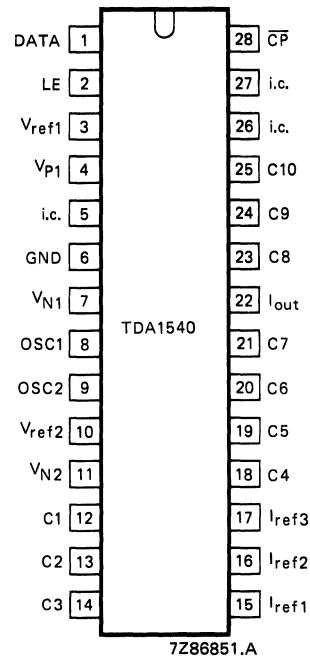 DATA 1 28 C̅P̅
LE 2 27 i.c.
Vref1 3 26 i.c.
VP1 4 25 C10
i.c. 5 24 C9
GND 6 23 C8
VN1 7 22 Iout
TDA1540
OSC1 8 21 C7
OSC2 9 20 C6
Vref2 10 19 C5
VN2 11 18 C4
C1 12 17 Iref3
C2 13 16 Iref2
C3 14 15 Iref1
7Z86851.A